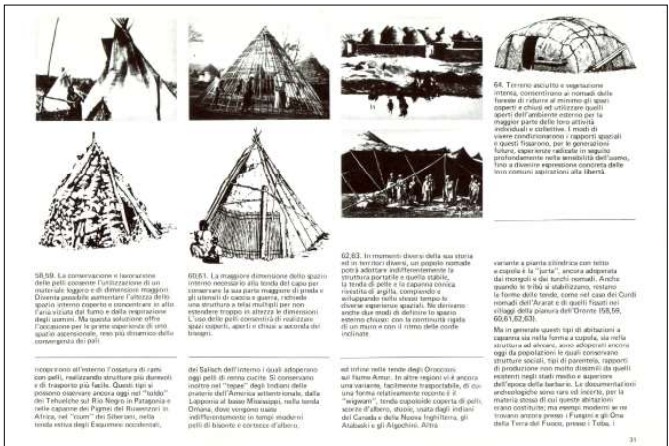 64. Terreno asciutto e vegetazione
intensa, consentirano ai nomadi delle
foreste di ridurre al minimo gli spazi
coperti e chiusi ed utilizzare quelli
aperti dell'ambiente esterno per la
maggior parte delle loro attività
individuali e collettive. I modi di
vivere condizionarono i rapporti spaziali
e questi fissarono, per le generazioni
future, esperienze radicate in seguito
profondamente nella sensibilità dell'uomo,
fino a divenire espressione concreta delle
loro comuni aspirazioni alla libertà.
58,59. La conservazione e lavorazione
delle pelli consente l'utilizzazione di un
materiale leggero e di dimensioni maggiori.
Diventa possibile aumentare l'altezza dello
spazio interno coperto e concentrare in alto
l'aria viziata dal fumo e dalla respirazione
degli uomini. Ma questa soluzione offre
l'occasione per le prime esperienze di uno
spazio ascensionale, reso più dinamico dalla
convergenza dei pali.
60,61. La maggiore dimensione dello spazio
interno necessario alla tenda del capo per
conservare la sua parte maggiore di preda e
gli utensili di caccia e guerra, richiede
una struttura a telai multipli per non
estendere troppo in altezza le dimensioni.
L'uso delle pelli consentirà di realizzare
spazi coperti, aperti e chiusi a seconda dei
bisogni.
62,63. In momenti diversi della sua storia
ed in territori diversi, un popolo nomade
potrà adottare indifferentemente la
struttura portatile e quella stabile,
la tenda di pelle e la capanna conica
rivestita di argilla, compiendo e
sviluppando nello stesso tempo le
diverse esperienze spaziali. Ne derivano
anche due modi di definire lo spazio
esterno chiuso: con la continuità rigida
di un muro e con il ritmo delle corde
inclinate.
ricoprirono all'esterno l'ossatura di rami
con pelli, realizzando strutture più durevoli
e di trasporto più facile. Questi tipi si
possono osservare ancora oggi nel "toldo"
dei Tehuelche sul Rio Negro in Patagonia e
nelle capanne dei Pigmei del Ruwenzori in
Africa, nel "cium" dei Siberiani, nella
tenda estiva degli Esquimesi occidentali,
dei Salisch dell'interno i quali adoperano
oggi pelli di renna cucite. Si conservano
inoltre nel "tepee" degli Indiani delle
praterie dell'America settentrionale, dalla
Lapponia al basso Mississippi, nella tenda
Omaha, dove vengono usate
indifferentemente in tempi moderni
pelli di bisonte e cortecce d'albero.
ed infine nelle tende degli Oroccioni
sul fiume Amur. In altre regioni vi è ancora
una variante, facilmente trasportabile, di cui
una forma relativamente recente è il
"wigwam", tenda cupoliforme coperta di pelli,
scorze d'albero, stuoie, usata dagli indiani
del Canada e della Nuova Inghilterra, gli
Atabaski e gli Algochini. Altra
variante a pianta cilindrica con tetto
a cupola è la "jurta", ancora adoperata
dai mongoli e dai turchi nomadi. Anche
quando le tribù si stabilizzano, restano
le forme delle tende, come nel caso dei Curdi
nomadi dell'Ararat e di quelli fissati nei
villaggi della pianura dell'Oronte (58,59,
60,61,62,63).
Ma in generale questi tipi di abitazioni a
capanna sia nella forma a cupola, sia nella
struttura ad alveare, sono adoperati ancora
oggi da popolazioni le quali conservano
strutture sociali, tipi di parentela, rapporti
di produzione non molto dissimili da quelli
esistenti negli stadi medio e superiore
dell'epoca della barbarie. Le documentazioni
archeologiche sono rare ed incerte, per la
materia stessa di cui queste abitazioni
erano costituite; ma esempi moderni se ne
trovano ancora presso i Fuegini e gli Ona
della Terra del Fuoco, presso i Toba, i
31